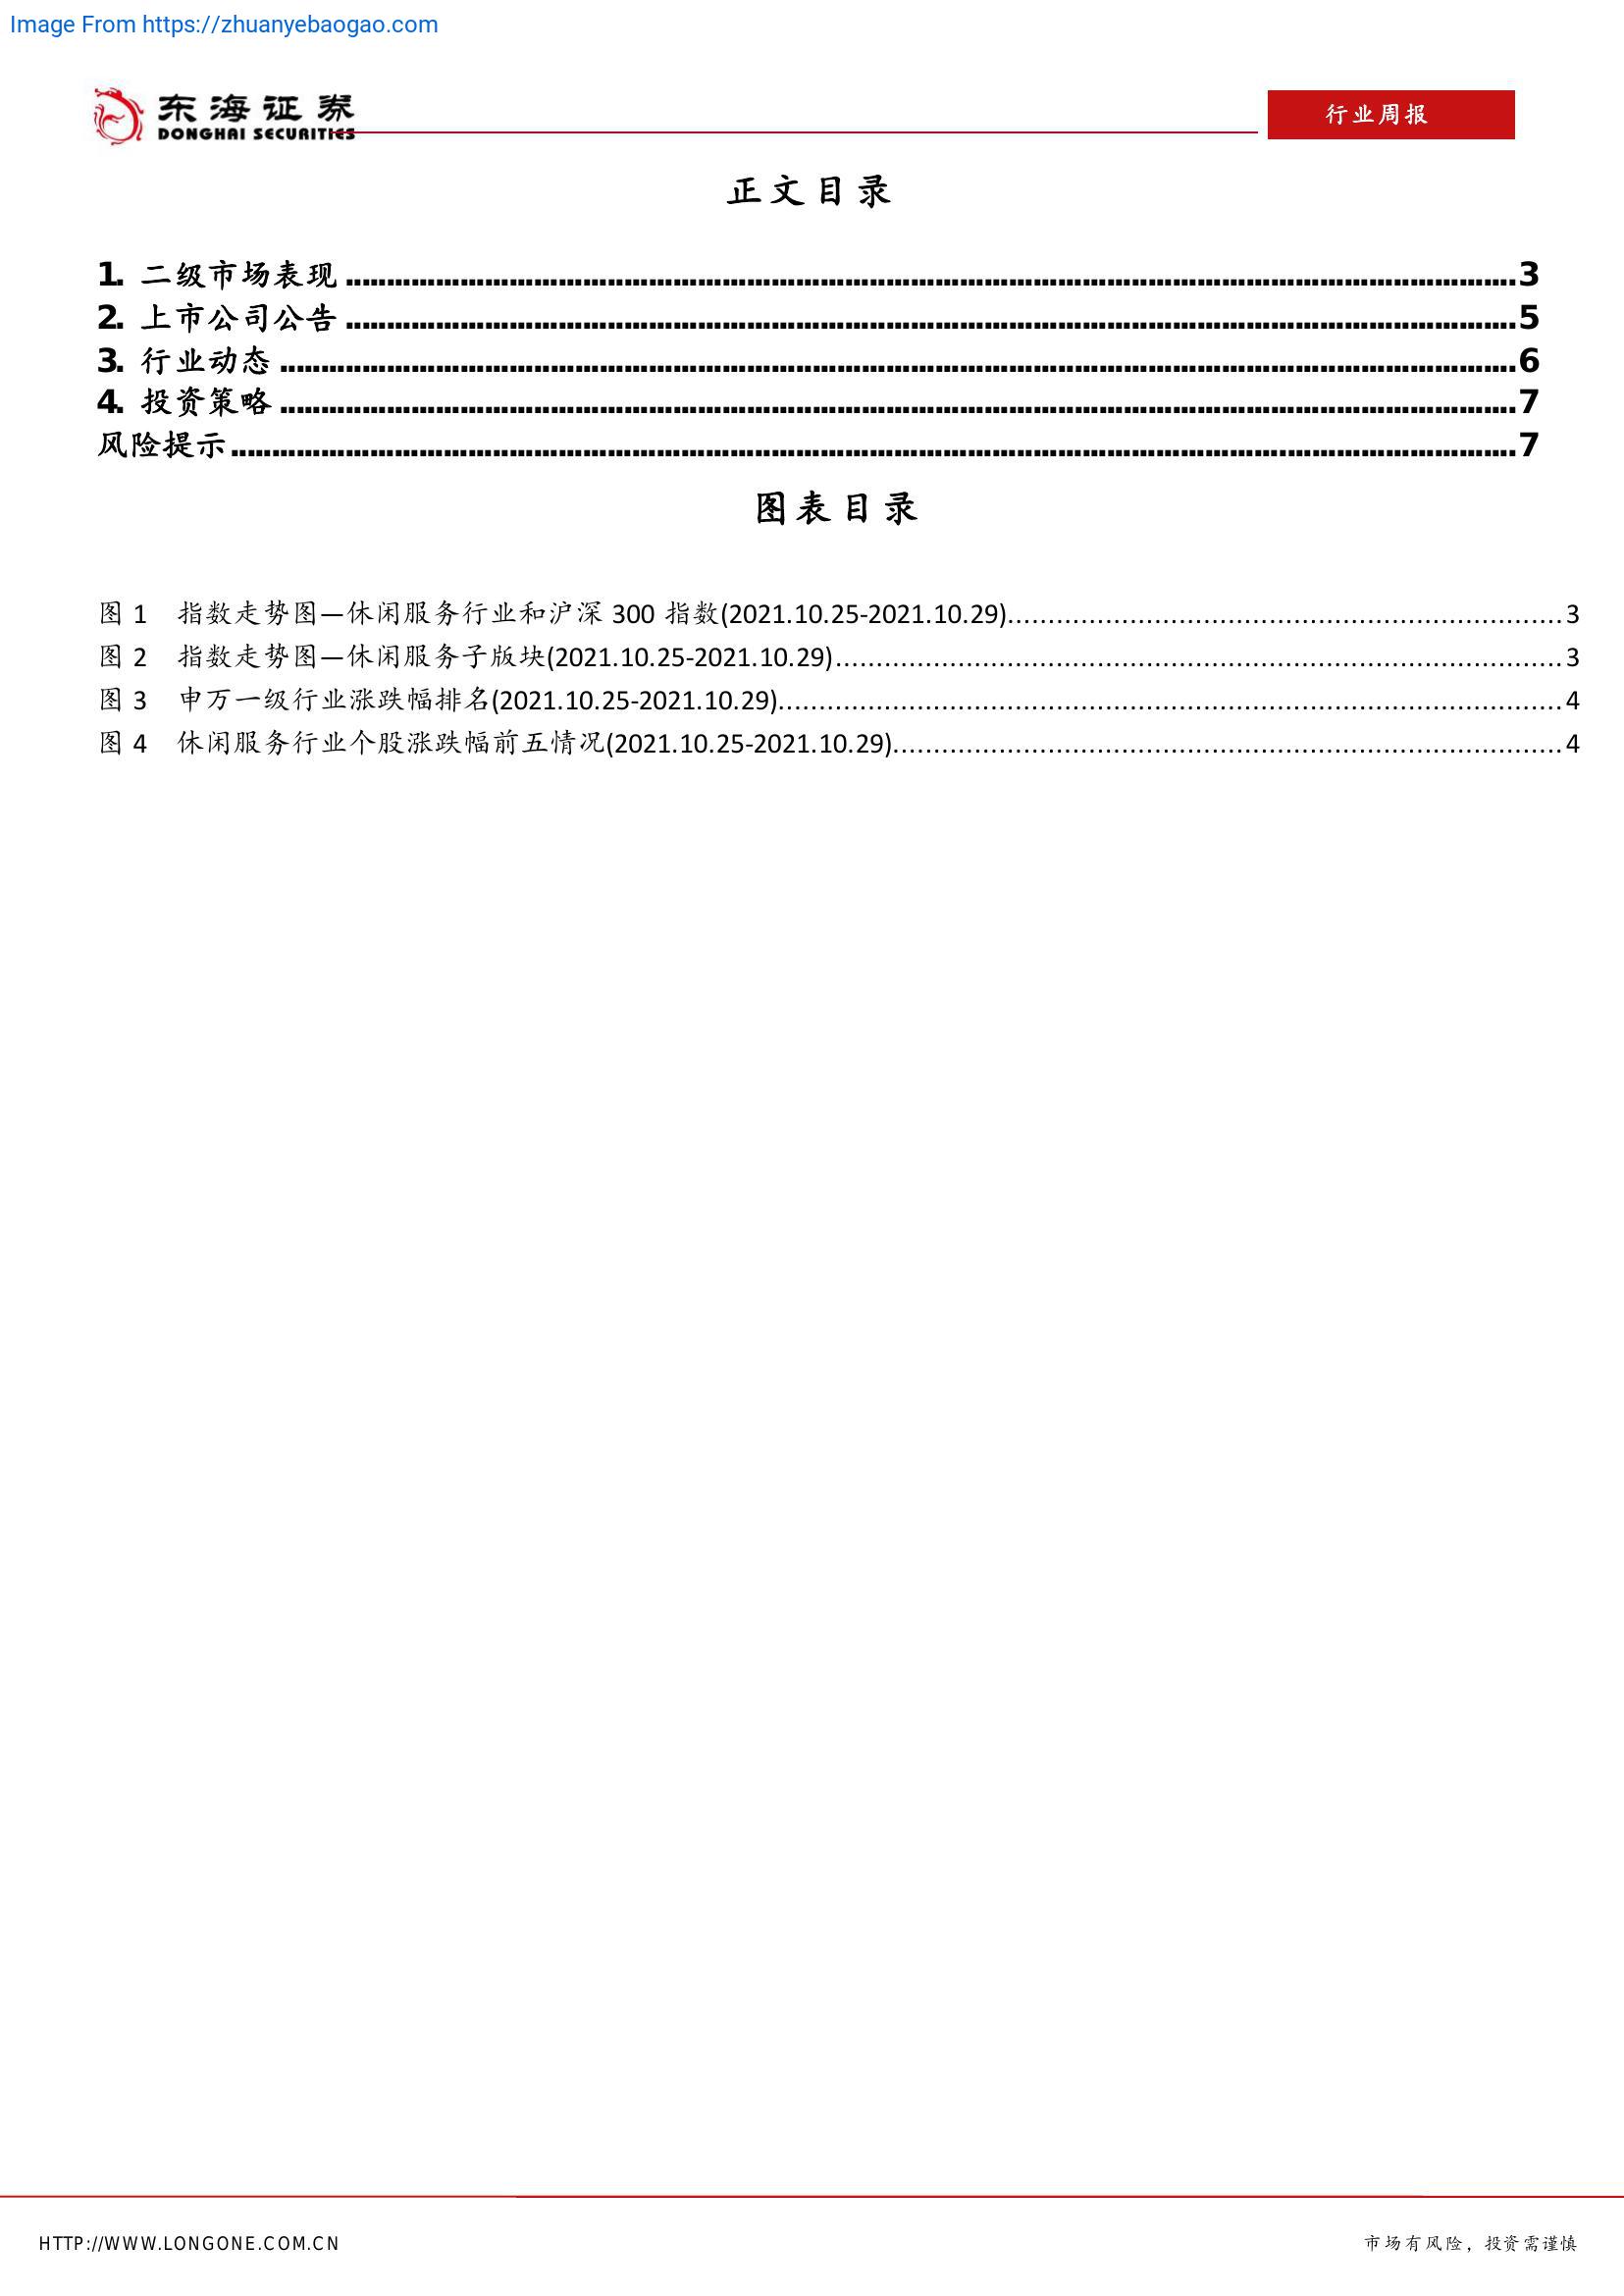 Image From https://zhuanyebaogao.com
东海证券
DONGHAI SECURITIES
行业周报
正文目录
1. 二级市场表现........................................3
2. 上市公司公告........................................5
3. 行业动态........................................6
4. 投资策略........................................7
风险提示........................................7
图表目录
图 1 指数走势图—休闲服务行业和沪深 300 指数(2021.10.25-2021.10.29)........................................3
图 2 指数走势图—休闲服务子版块(2021.10.25-2021.10.29)........................................3
图 3 申万一级行业涨跌幅排名(2021.10.25-2021.10.29)........................................4
图 4 休闲服务行业个股涨跌幅前五情况(2021.10.25-2021.10.29)........................................4
HTTP://WWW.LONGONE.COM.CN
市场有风险，投资需谨慎